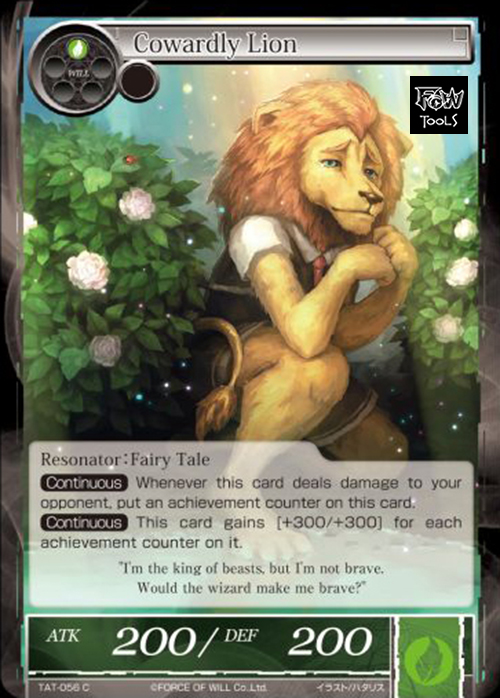 Cowardly Lion
WILL
FOW
TOOLS
Resonator:Fairy Tale
Continuous Whenever this card deals damage to your
opponent, put an achievement counter on this card.
Continuous This card gains [+300/+300] for each
achievement counter on it.
"I'm the king of beasts, but I'm not brave.
Would the wizard make me brave?"
ATK 200/ DEF 200
TAT-056 C ©FORCE OF WILL Co.,Ltd. イラスト/ハタリス